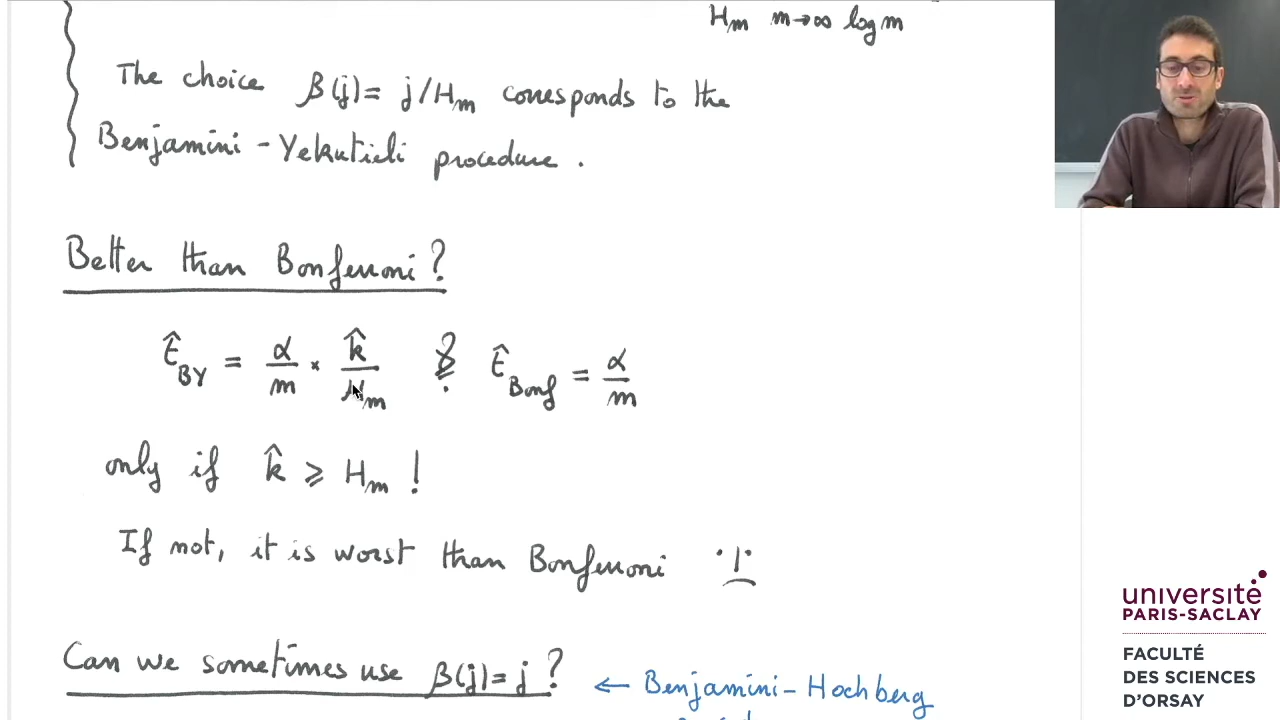 H_m m→∞ log m
The choice β(j)= j/H_m corresponds to the
Benjamini - Yekutieli procedure .
Better than Bonferroni ?
t̂_BY = α/m × k̂/H_m ≥? t̂_Bonf = α/m
only if k̂ ⩾ H_m !
If not, it is worst than Bonferroni
Can we sometimes use β(j)=j ?
← Benjamini-Hochberg
université
PARIS-SACLAY
FACULTÉ
DES SCIENCES
D'ORSAY